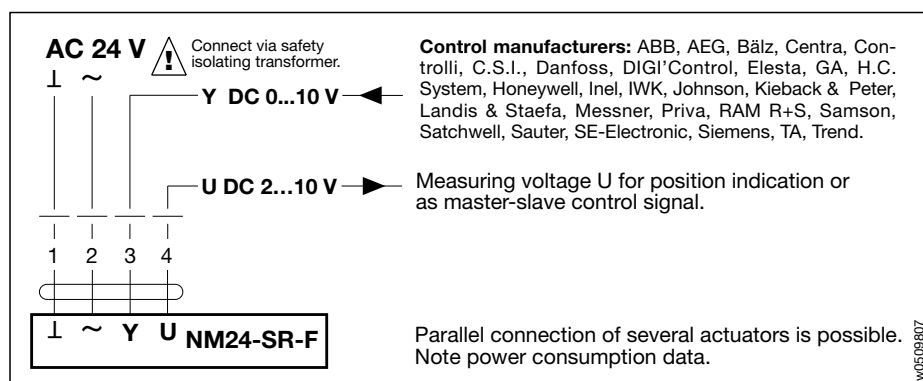 AC 24 V
Connect via safety
isolating transformer.
⊥ ~
Y DC 0...10 V
Control manufacturers: ABB, AEG, Bälz, Centra, Con-
trolli, C.S.I., Danfoss, DIGI'Control, Elesta, GA, H.C.
System, Honeywell, Inel, IWK, Johnson, Kieback & Peter,
Landis & Staefa, Messner, Priva, RAM R+S, Samson,
Satchwell, Sauter, SE-Electronic, Siemens, TA, Trend.
U DC 2...10 V
Measuring voltage U for position indication or
as master-slave control signal.
1 2 3 4
⊥ ~ Y U NM24-SR-F
Parallel connection of several actuators is possible.
Note power consumption data.
w0509807